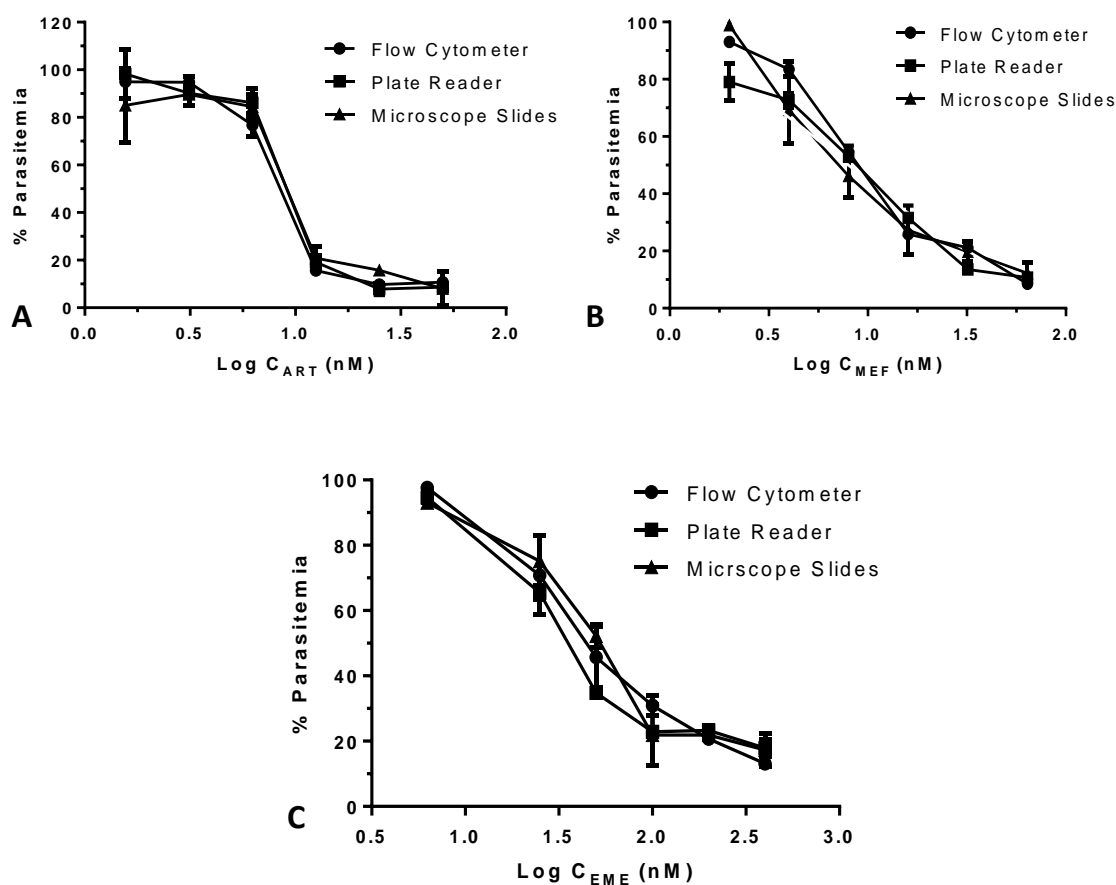 120
100
80
60
40
20
0
% Parasitemia
Flow Cytometer
Plate Reader
Microscope Slides
0.0 0.5 1.0 1.5 2.0
Log C_ART (nM)
A
100
80
60
40
20
0
% Parasitemia
Flow Cytometer
Plate Reader
Microscope Slides
0.0 0.5 1.0 1.5 2.0
Log C_MEF (nM)
B
100
80
60
40
20
0
% Parasitemia
Flow Cytometer
Plate Reader
Micrscope Slides
0.5 1.0 1.5 2.0 2.5 3.0
Log C_EME (nM)
C